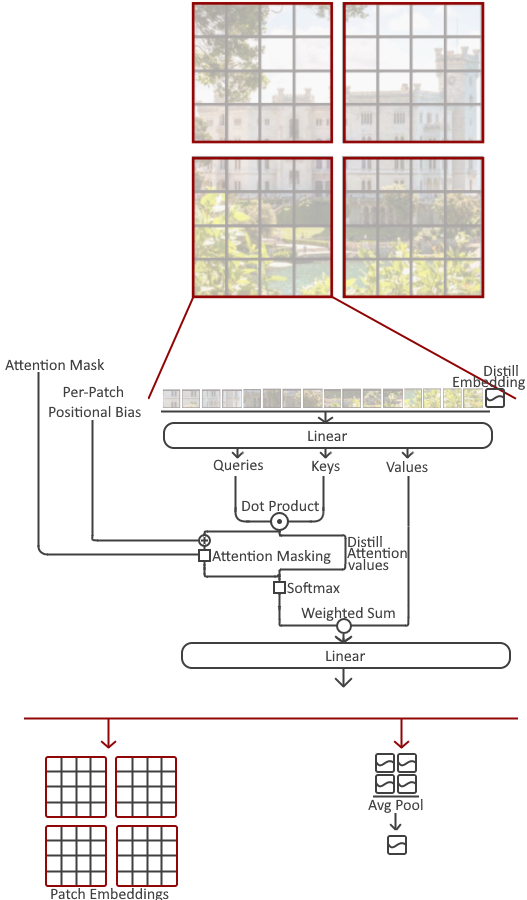 Distill
Embedding
Attention Mask
Per-Patch
Positional Bias
Linear
Queries
Keys
Values
Dot Product
Distill
Attention
values
Attention Masking
Softmax
Weighted Sum
Linear
Avg Pool
Patch Embeddings